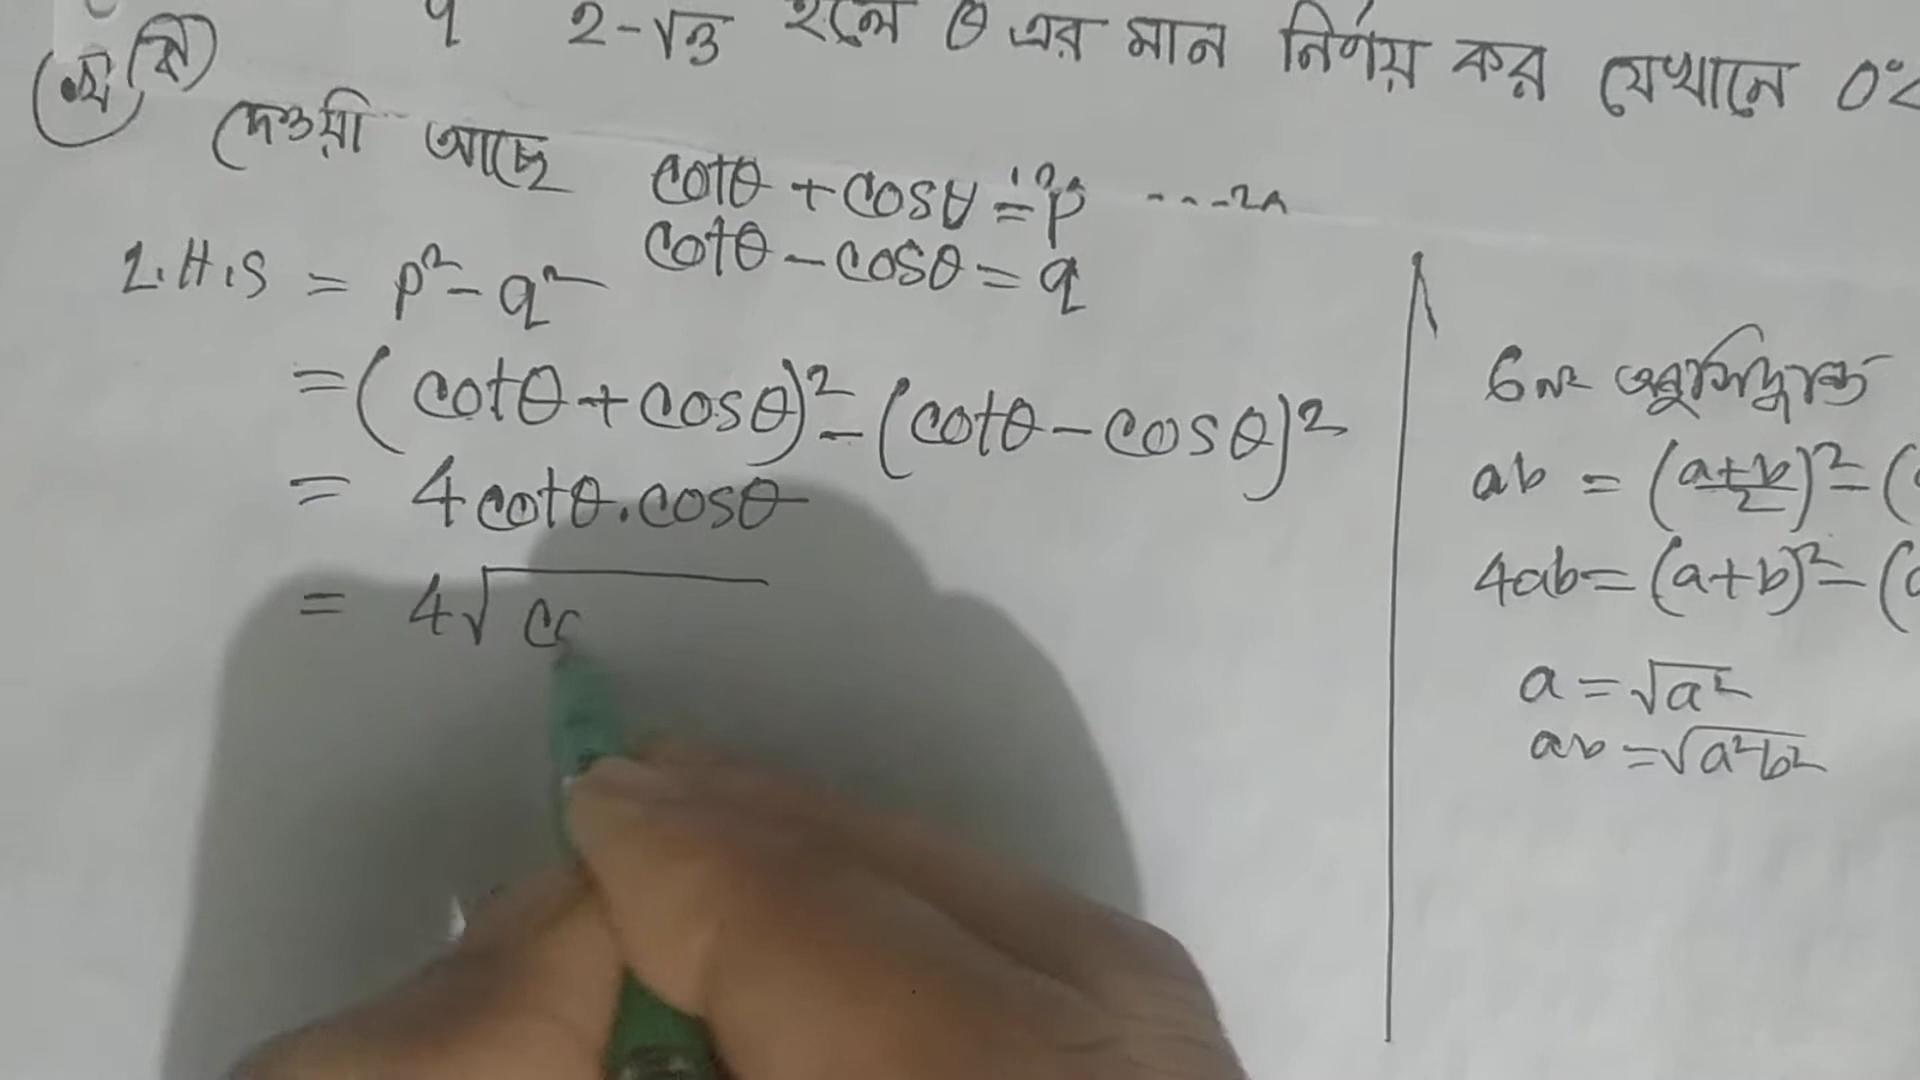 q 2-√3 হলে θ এর মান নির্ণয় কর যেখানে 0°<
দেওয়া আছে cotθ + cosθ = p
cotθ - cosθ = q
L.H.S = p² - q²
= (cotθ + cosθ)² - (cotθ - cosθ)²
= 4cotθ.cosθ
= 4√co
অনুসিদ্ধান্ত
ab = (a+b/2)² - (
4ab = (a+b)² - (a
a = √a²
ab = √a²b²